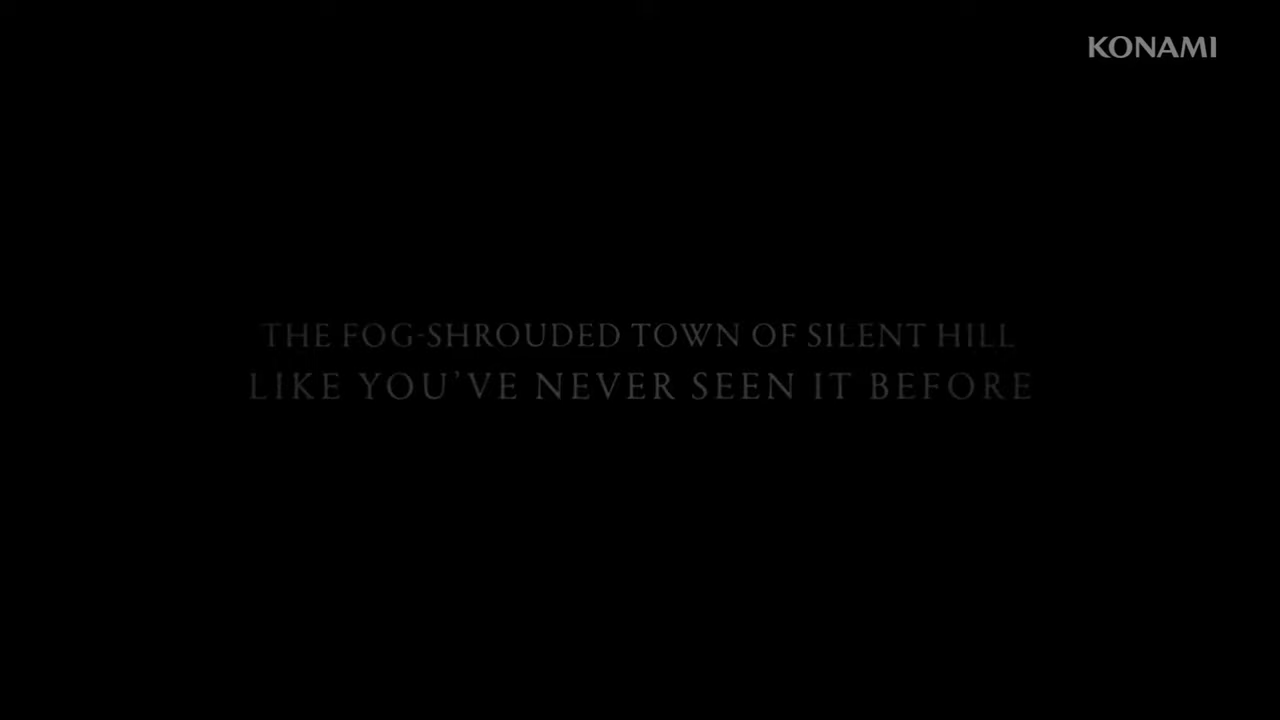 KONAMI
THE FOG-SHROUDED TOWN OF SILENT HILL
LIKE YOU'VE NEVER SEEN IT BEFORE